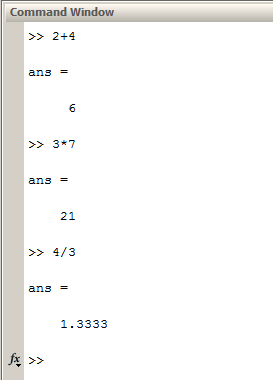 Command Window
>> 2+4
ans =
6
>> 3*7
ans =
21
>> 4/3
ans =
1.3333
fx >>